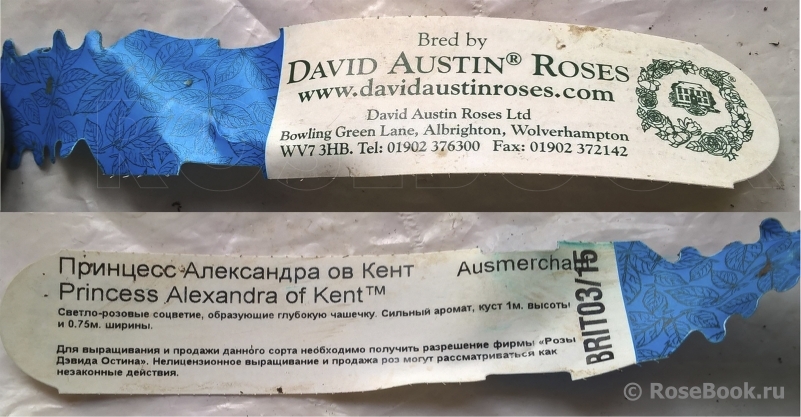 Bred by
DAVID AUSTIN® ROSES
www.davidaustinroses.com
David Austin Roses Ltd
Bowling Green Lane, Albrighton, Wolverhampton
WV7 3HB. Tel: 01902 376300 Fax: 01902 372142
Принцесс Александра ов Кент Ausmerchant
Princess Alexandra of Kent™
Светло-розовые соцветие, образующие глубокую чашечку. Сильный аромат, куст 1м. высоты
и 0.75м. ширины.
Для выращивания и продажи данного сорта необходимо получить разрешение фирмы «Розы
Дэвида Остина». Нелицензионное выращивание и продажа роз могут рассматриваться как
незаконные действия.
BRIT03/15
© RoseBook.ru